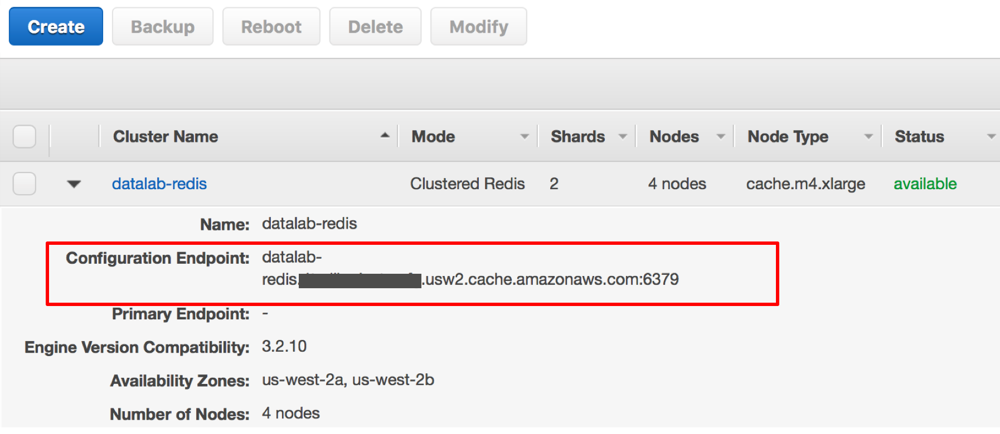 Create Backup Reboot Delete Modify
Cluster Name Mode Shards Nodes Node Type Status
datalab-redis Clustered Redis 2 4 nodes cache.m4.xlarge available
Name: datalab-redis
Configuration Endpoint: datalab-
redis. .usw2.cache.amazonaws.com:6379
Primary Endpoint: -
Engine Version Compatibility: 3.2.10
Availability Zones: us-west-2a, us-west-2b
Number of Nodes: 4 nodes